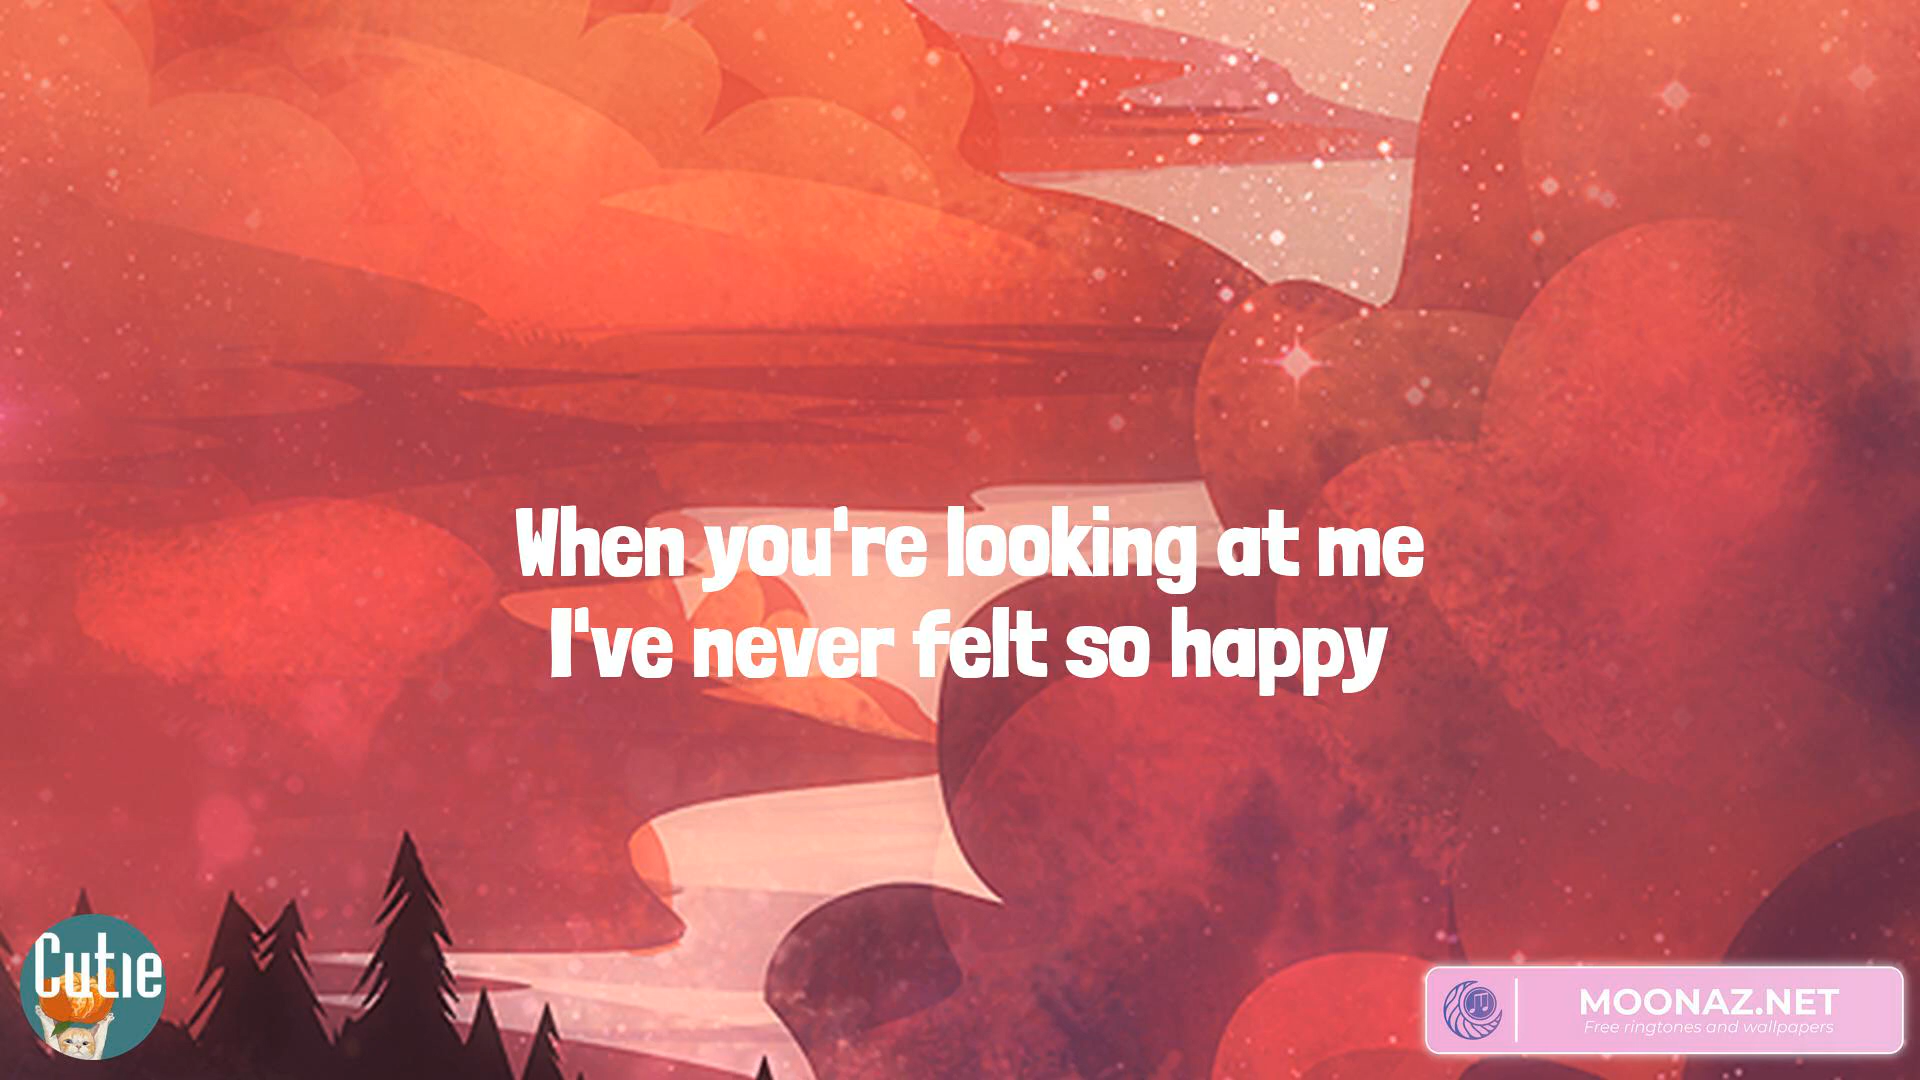 When you're looking at me
I've never felt so happy
Cutie
MOONAZ.NET
Free ringtones and wallpapers